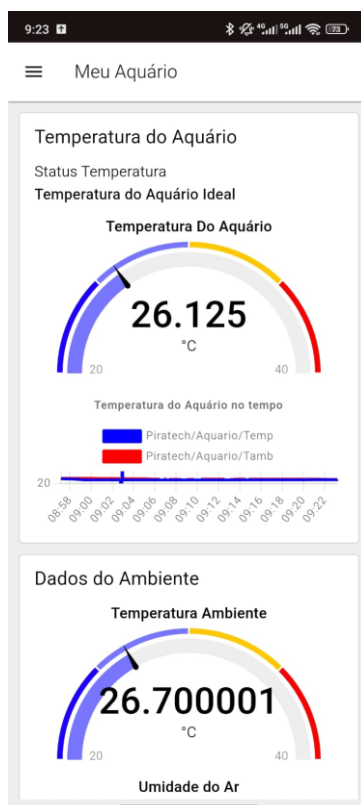 9:23
4G 5G 73
Meu Aquário
Temperatura do Aquário
Status Temperatura
Temperatura do Aquário Ideal
Temperatura Do Aquário
26.125
°C
20 40
Temperatura do Aquário no tempo
Piratech/Aquario/Temp
Piratech/Aquario/Tamb
20
08:58 09:00 09:02 09:04 09:06 09:08 09:10 09:12 09:14 09:16 09:18 09:20 09:22
Dados do Ambiente
Temperatura Ambiente
26.700001
°C
20 40
Umidade do Ar